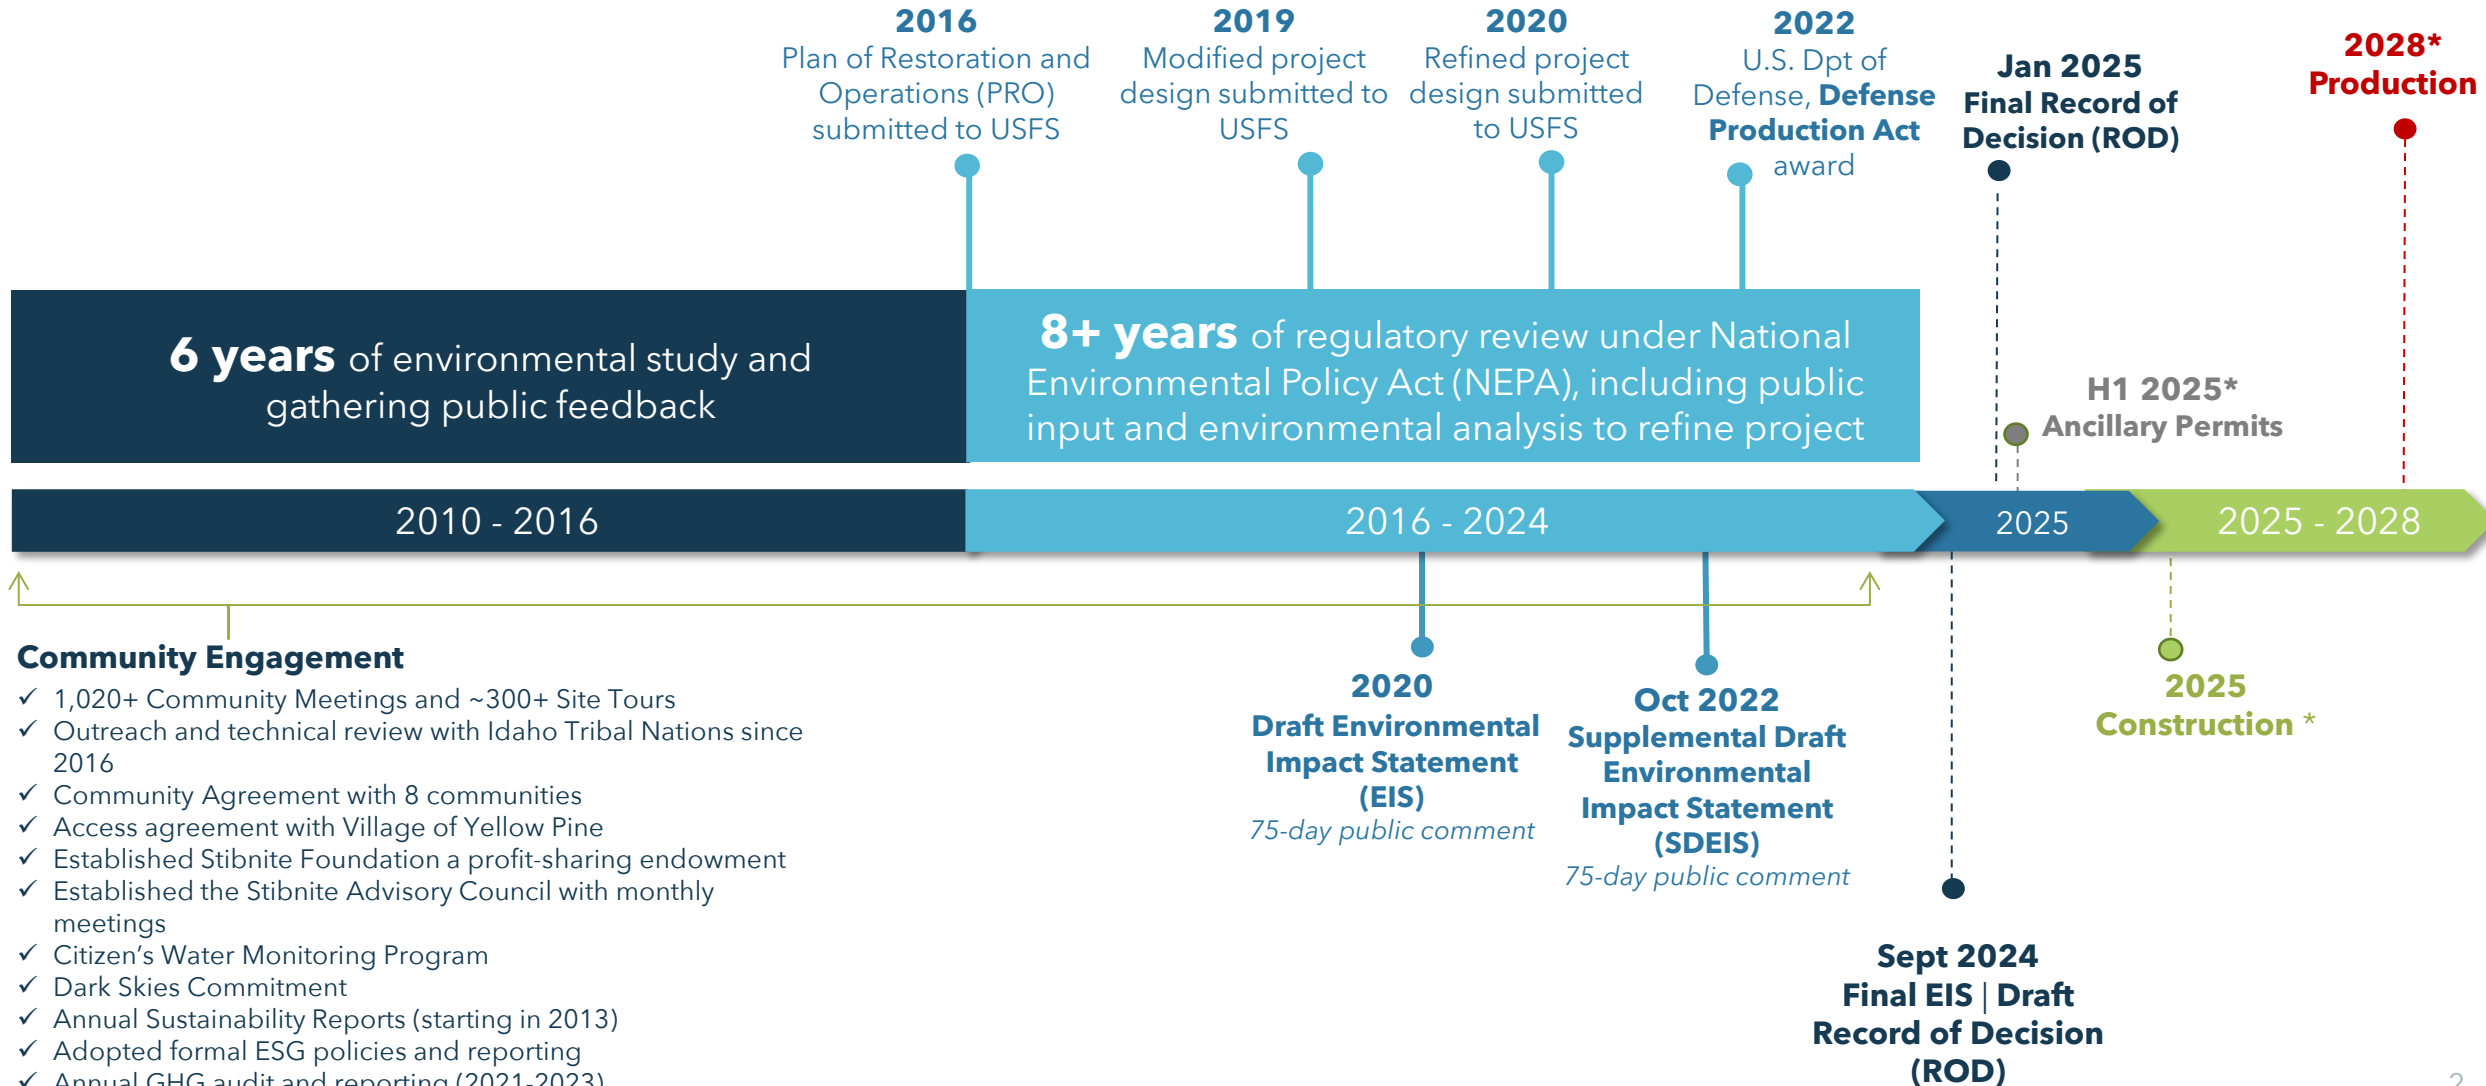 2016
Plan of Restoration and
Operations (PRO)
submitted to USFS
2019
Modified project
design submitted to
USFS
2020
Refined project
design submitted
to USFS
2022
U.S. Dpt of
Defense, Defense
Production Act
award
Jan 2025
Final Record of
Decision (ROD)
2028*
Production
6 years of environmental study and
gathering public feedback
8+ years of regulatory review under National
Environmental Policy Act (NEPA), including public
input and environmental analysis to refine project
H1 2025*
Ancillary Permits
2010 - 2016
2016 - 2024
2025
2025 - 2028
Community Engagement
✓ 1,020+ Community Meetings and ~300+ Site Tours
✓ Outreach and technical review with Idaho Tribal Nations since
2016
✓ Community Agreement with 8 communities
✓ Access agreement with Village of Yellow Pine
✓ Established Stibnite Foundation a profit-sharing endowment
✓ Established the Stibnite Advisory Council with monthly
meetings
✓ Citizen’s Water Monitoring Program
✓ Dark Skies Commitment
✓ Annual Sustainability Reports (starting in 2013)
✓ Adopted formal ESG policies and reporting
✓ Annual GHG audit and reporting (2021-2023)
2020
Draft Environmental
Impact Statement
(EIS)
75-day public comment
Oct 2022
Supplemental Draft
Environmental
Impact Statement
(SDEIS)
75-day public comment
Sept 2024
Final EIS | Draft
Record of Decision
(ROD)
2025
Construction *